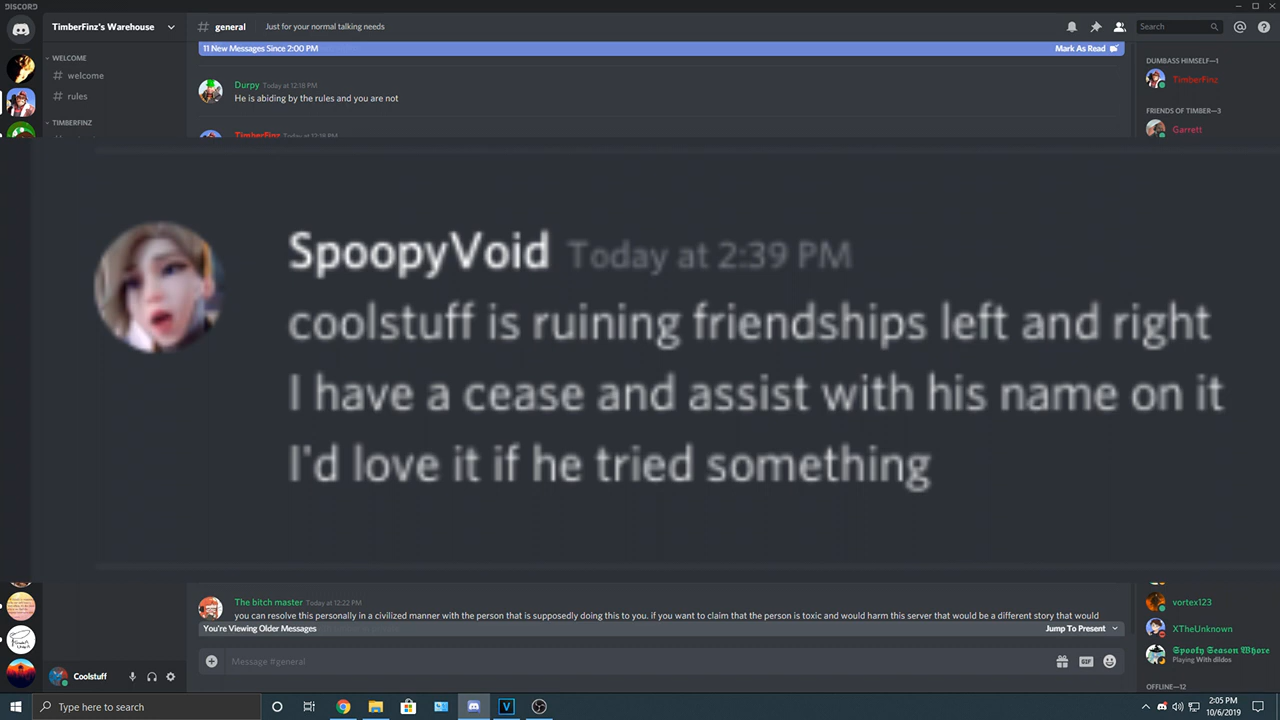 DISCORD
TimberFinz's Warehouse
# general
Just for your normal talking needs
Search
11 New Messages Since 2:00 PM
Mark As Read
WELCOME
# welcome
# rules
TIMBERFINZ
Durpy Today at 12:18 PM
He is abiding by the rules and you are not
TimberFinz Today at 12:19 PM
DUMBASS HIMSELF—1
TimberFinz
FRIENDS OF TIMBER—3
Garrett
SpoopyVoid Today at 2:39 PM
coolstuff is ruining friendships left and right
I have a cease and assist with his name on it
I'd love it if he tried something
The bitch master Today at 12:22 PM
you can resolve this personally in a civilized manner with the person that is supposedly doing this to you. if you want to claim that the person is toxic and would harm this server that would be a different story that would
You're Viewing Older Messages
Jump To Present
Message #general
GIF
Coolstuff
vortex123
XTheUnknown
𝕾𝖕𝖔𝖔𝖐𝖞 𝕾𝖊𝖆𝖘𝖔𝖓 𝖂𝖍𝖔𝖗𝖊
Playing With dildos
OFFLINE—12
Type here to search
2:05 PM
10/6/2019